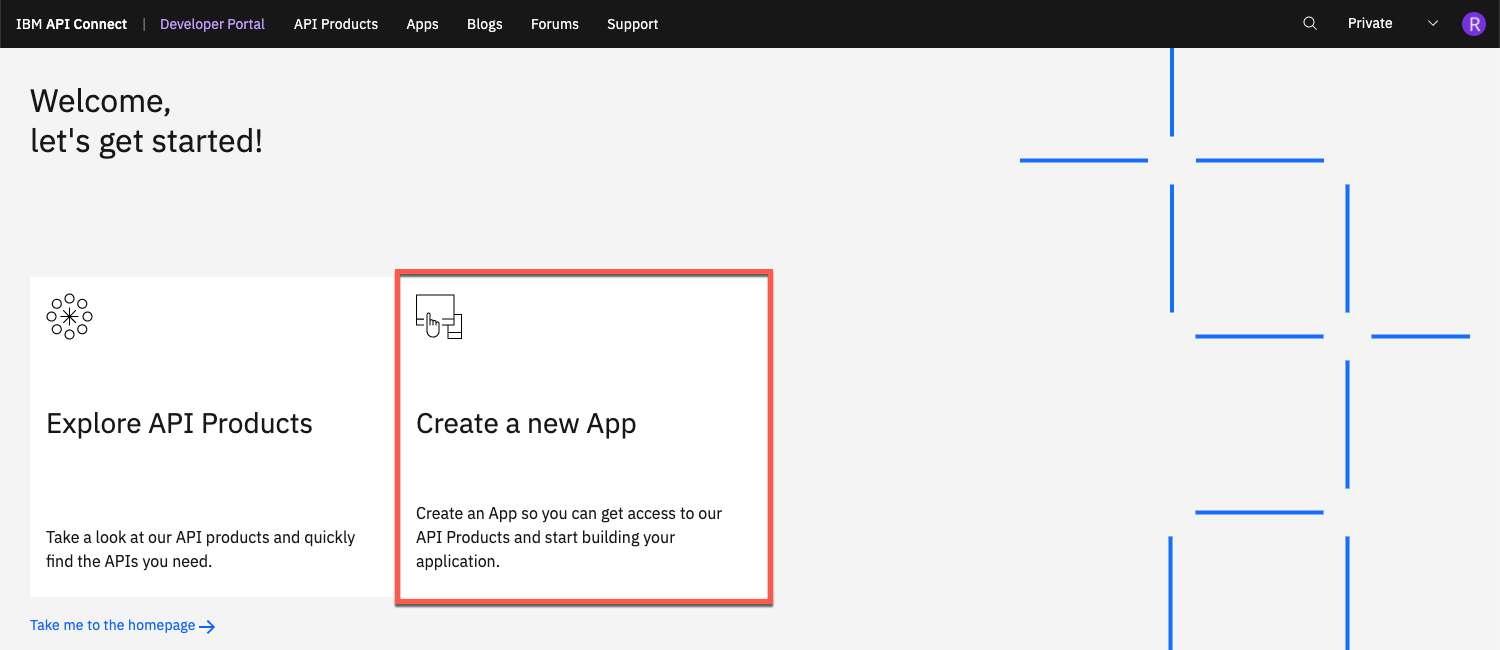 IBM API Connect | Developer Portal API Products Apps Blogs Forums Support Private R
Welcome,
let's get started!
Explore API Products
Take a look at our API products and quickly
find the APIs you need.
Create a new App
Create an App so you can get access to our
API Products and start building your
application.
Take me to the homepage